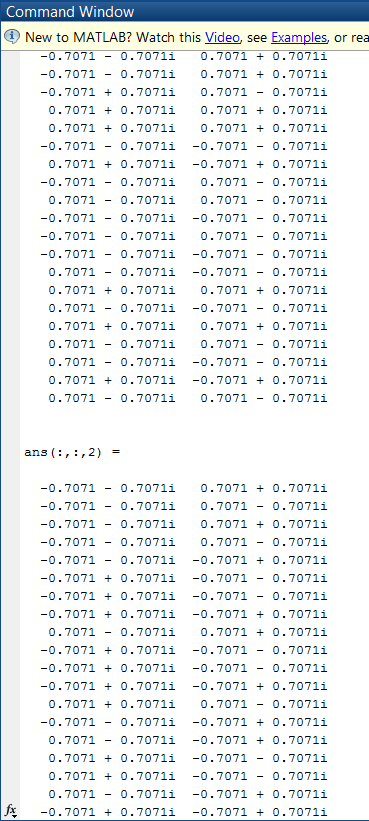 Command Window
New to MATLAB? Watch this Video, see Examples, or rea
-0.7071 - 0.7071i   0.7071 + 0.7071i
-0.7071 - 0.7071i   0.7071 + 0.7071i
-0.7071 + 0.7071i   0.7071 - 0.7071i
0.7071 + 0.7071i   0.7071 + 0.7071i
0.7071 + 0.7071i   0.7071 + 0.7071i
-0.7071 - 0.7071i  -0.7071 - 0.7071i
0.7071 + 0.7071i  -0.7071 + 0.7071i
-0.7071 - 0.7071i   0.7071 - 0.7071i
0.7071 - 0.7071i   0.7071 - 0.7071i
-0.7071 - 0.7071i  -0.7071 - 0.7071i
-0.7071 - 0.7071i   0.7071 - 0.7071i
-0.7071 - 0.7071i  -0.7071 - 0.7071i
0.7071 - 0.7071i  -0.7071 - 0.7071i
0.7071 + 0.7071i   0.7071 + 0.7071i
0.7071 - 0.7071i  -0.7071 - 0.7071i
0.7071 + 0.7071i   0.7071 + 0.7071i
0.7071 - 0.7071i   0.7071 - 0.7071i
0.7071 - 0.7071i  -0.7071 - 0.7071i
0.7071 + 0.7071i  -0.7071 + 0.7071i
0.7071 - 0.7071i   0.7071 - 0.7071i
ans(:,:,2) =
-0.7071 - 0.7071i   0.7071 + 0.7071i
-0.7071 - 0.7071i   0.7071 - 0.7071i
-0.7071 - 0.7071i   0.7071 + 0.7071i
-0.7071 - 0.7071i   0.7071 - 0.7071i
-0.7071 - 0.7071i  -0.7071 + 0.7071i
-0.7071 + 0.7071i  -0.7071 - 0.7071i
-0.7071 + 0.7071i  -0.7071 - 0.7071i
-0.7071 + 0.7071i  -0.7071 + 0.7071i
0.7071 - 0.7071i   0.7071 + 0.7071i
-0.7071 + 0.7071i  -0.7071 - 0.7071i
-0.7071 + 0.7071i  -0.7071 + 0.7071i
-0.7071 + 0.7071i  -0.7071 + 0.7071i
0.7071 + 0.7071i   0.7071 - 0.7071i
-0.7071 - 0.7071i  -0.7071 + 0.7071i
0.7071 - 0.7071i  -0.7071 + 0.7071i
0.7071 + 0.7071i  -0.7071 - 0.7071i
0.7071 + 0.7071i  -0.7071 + 0.7071i
0.7071 - 0.7071i  -0.7071 + 0.7071i
fx -0.7071 + 0.7071i  -0.7071 + 0.7071i